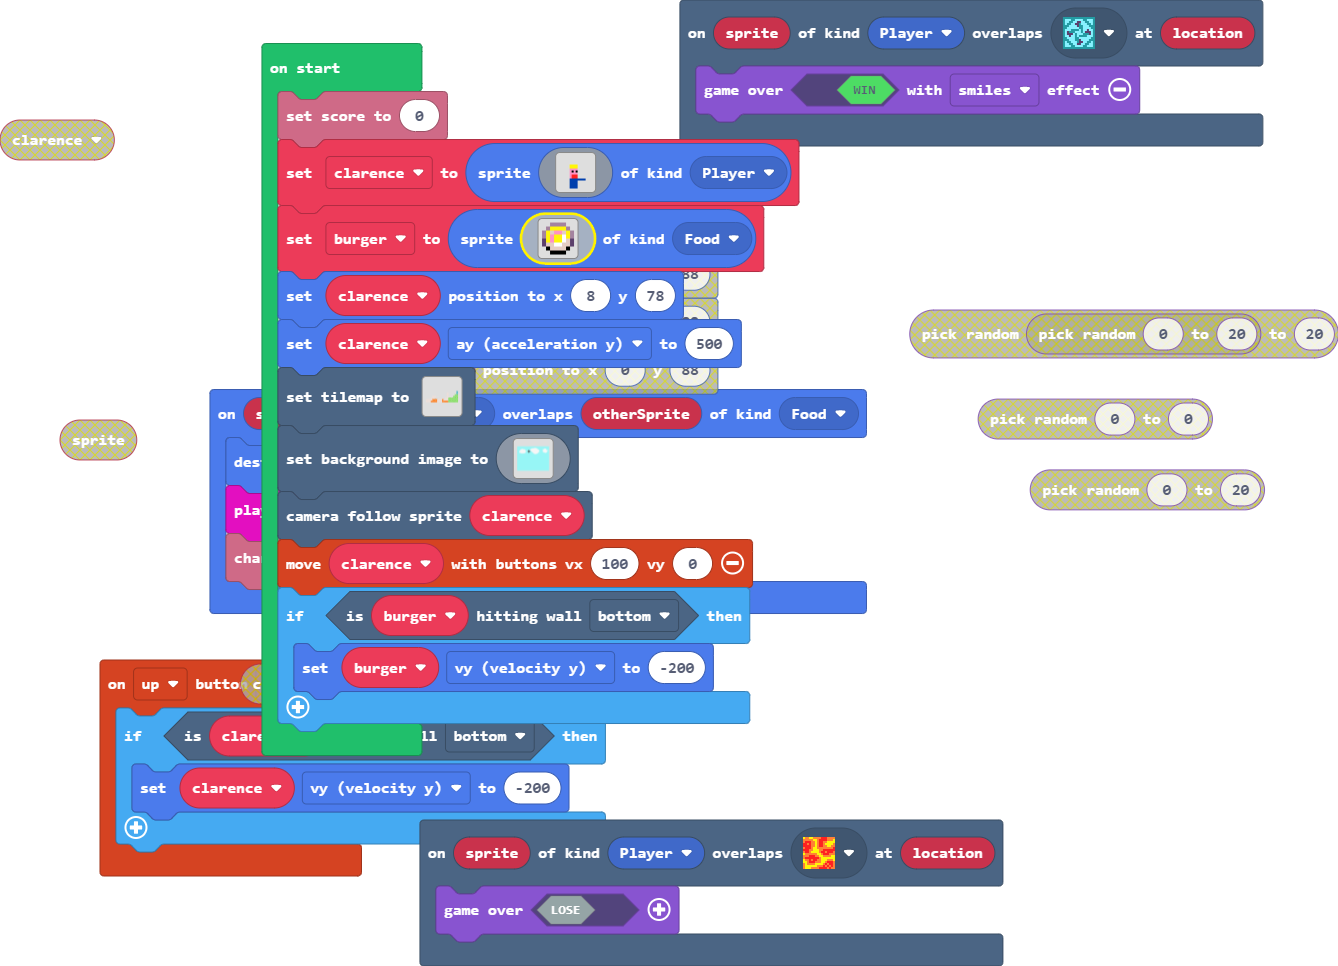 on sprite of kind Player overlaps at location
game over WIN with smiles effect
on start
set score to 0
clarence
set clarence to sprite of kind Player
set burger to sprite of kind Food
set clarence position to x 8 y 78
set clarence ay (acceleration y) to 500
pick random pick random 0 to 20 to 20
position to x 0 y 88
set tilemap to
on overlaps otherSprite of kind Food
pick random 0 to 0
sprite
set background image to
pick random 0 to 20
camera follow sprite clarence
move clarence with buttons vx 100 vy 0
if is burger hitting wall bottom then
set burger vy (velocity y) to -200
on up button
if is bottom then
set clarence vy (velocity y) to -200
on sprite of kind Player overlaps at location
game over LOSE